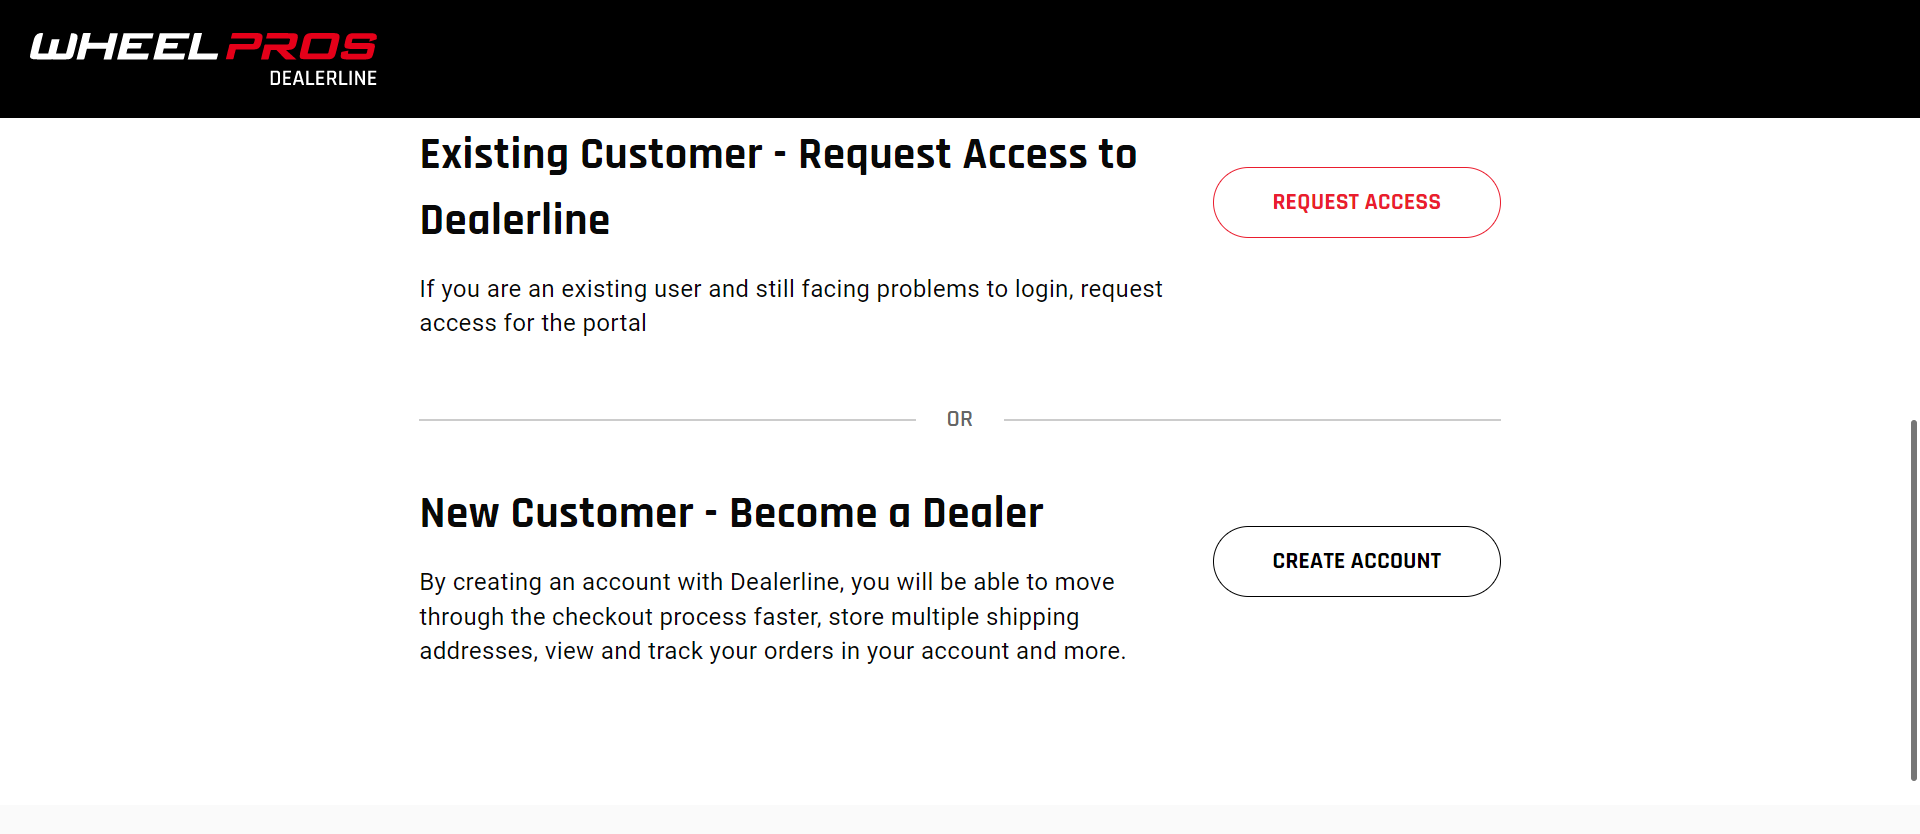 WHEEL PROS
DEALERLINE
Existing Customer - Request Access to
Dealerline
REQUEST ACCESS
If you are an existing user and still facing problems to login, request
access for the portal
OR
New Customer - Become a Dealer
CREATE ACCOUNT
By creating an account with Dealerline, you will be able to move
through the checkout process faster, store multiple shipping
addresses, view and track your orders in your account and more.